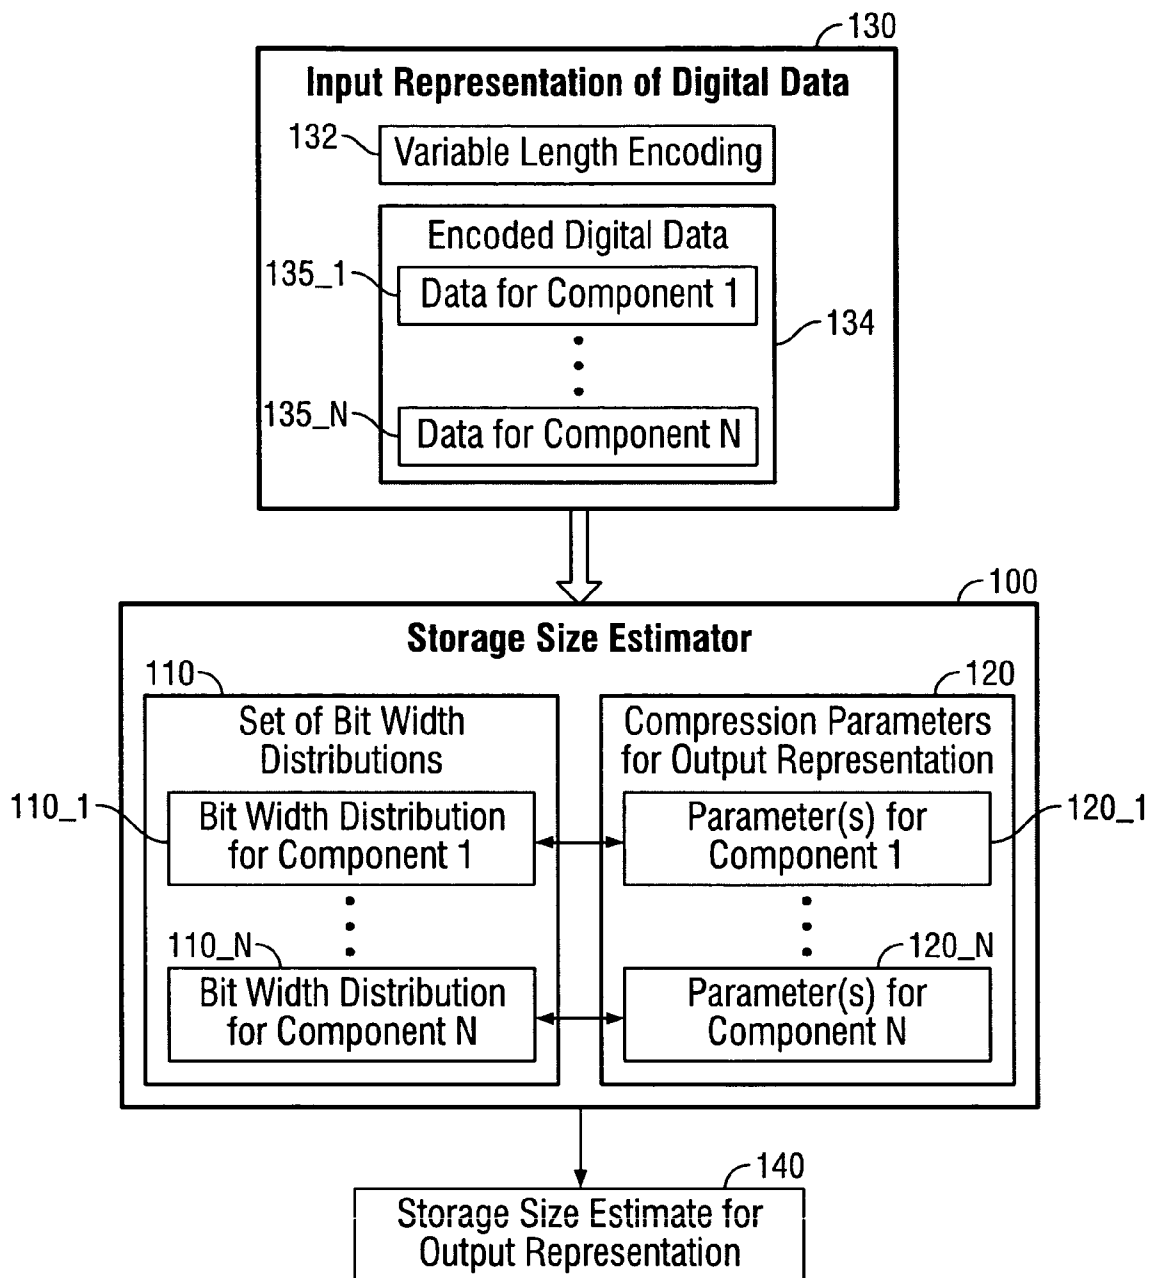 130
Input Representation of Digital Data
132
Variable Length Encoding
Encoded Digital Data
135_1
Data for Component 1
134
135_N
Data for Component N
100
Storage Size Estimator
110
120
Set of Bit Width
Distributions
Compression Parameters
for Output Representation
110_1
Bit Width Distribution
for Component 1
Parameter(s) for
Component 1
120_1
110_N
120_N
Bit Width Distribution
for Component N
Parameter(s) for
Component N
140
Storage Size Estimate for
Output Representation